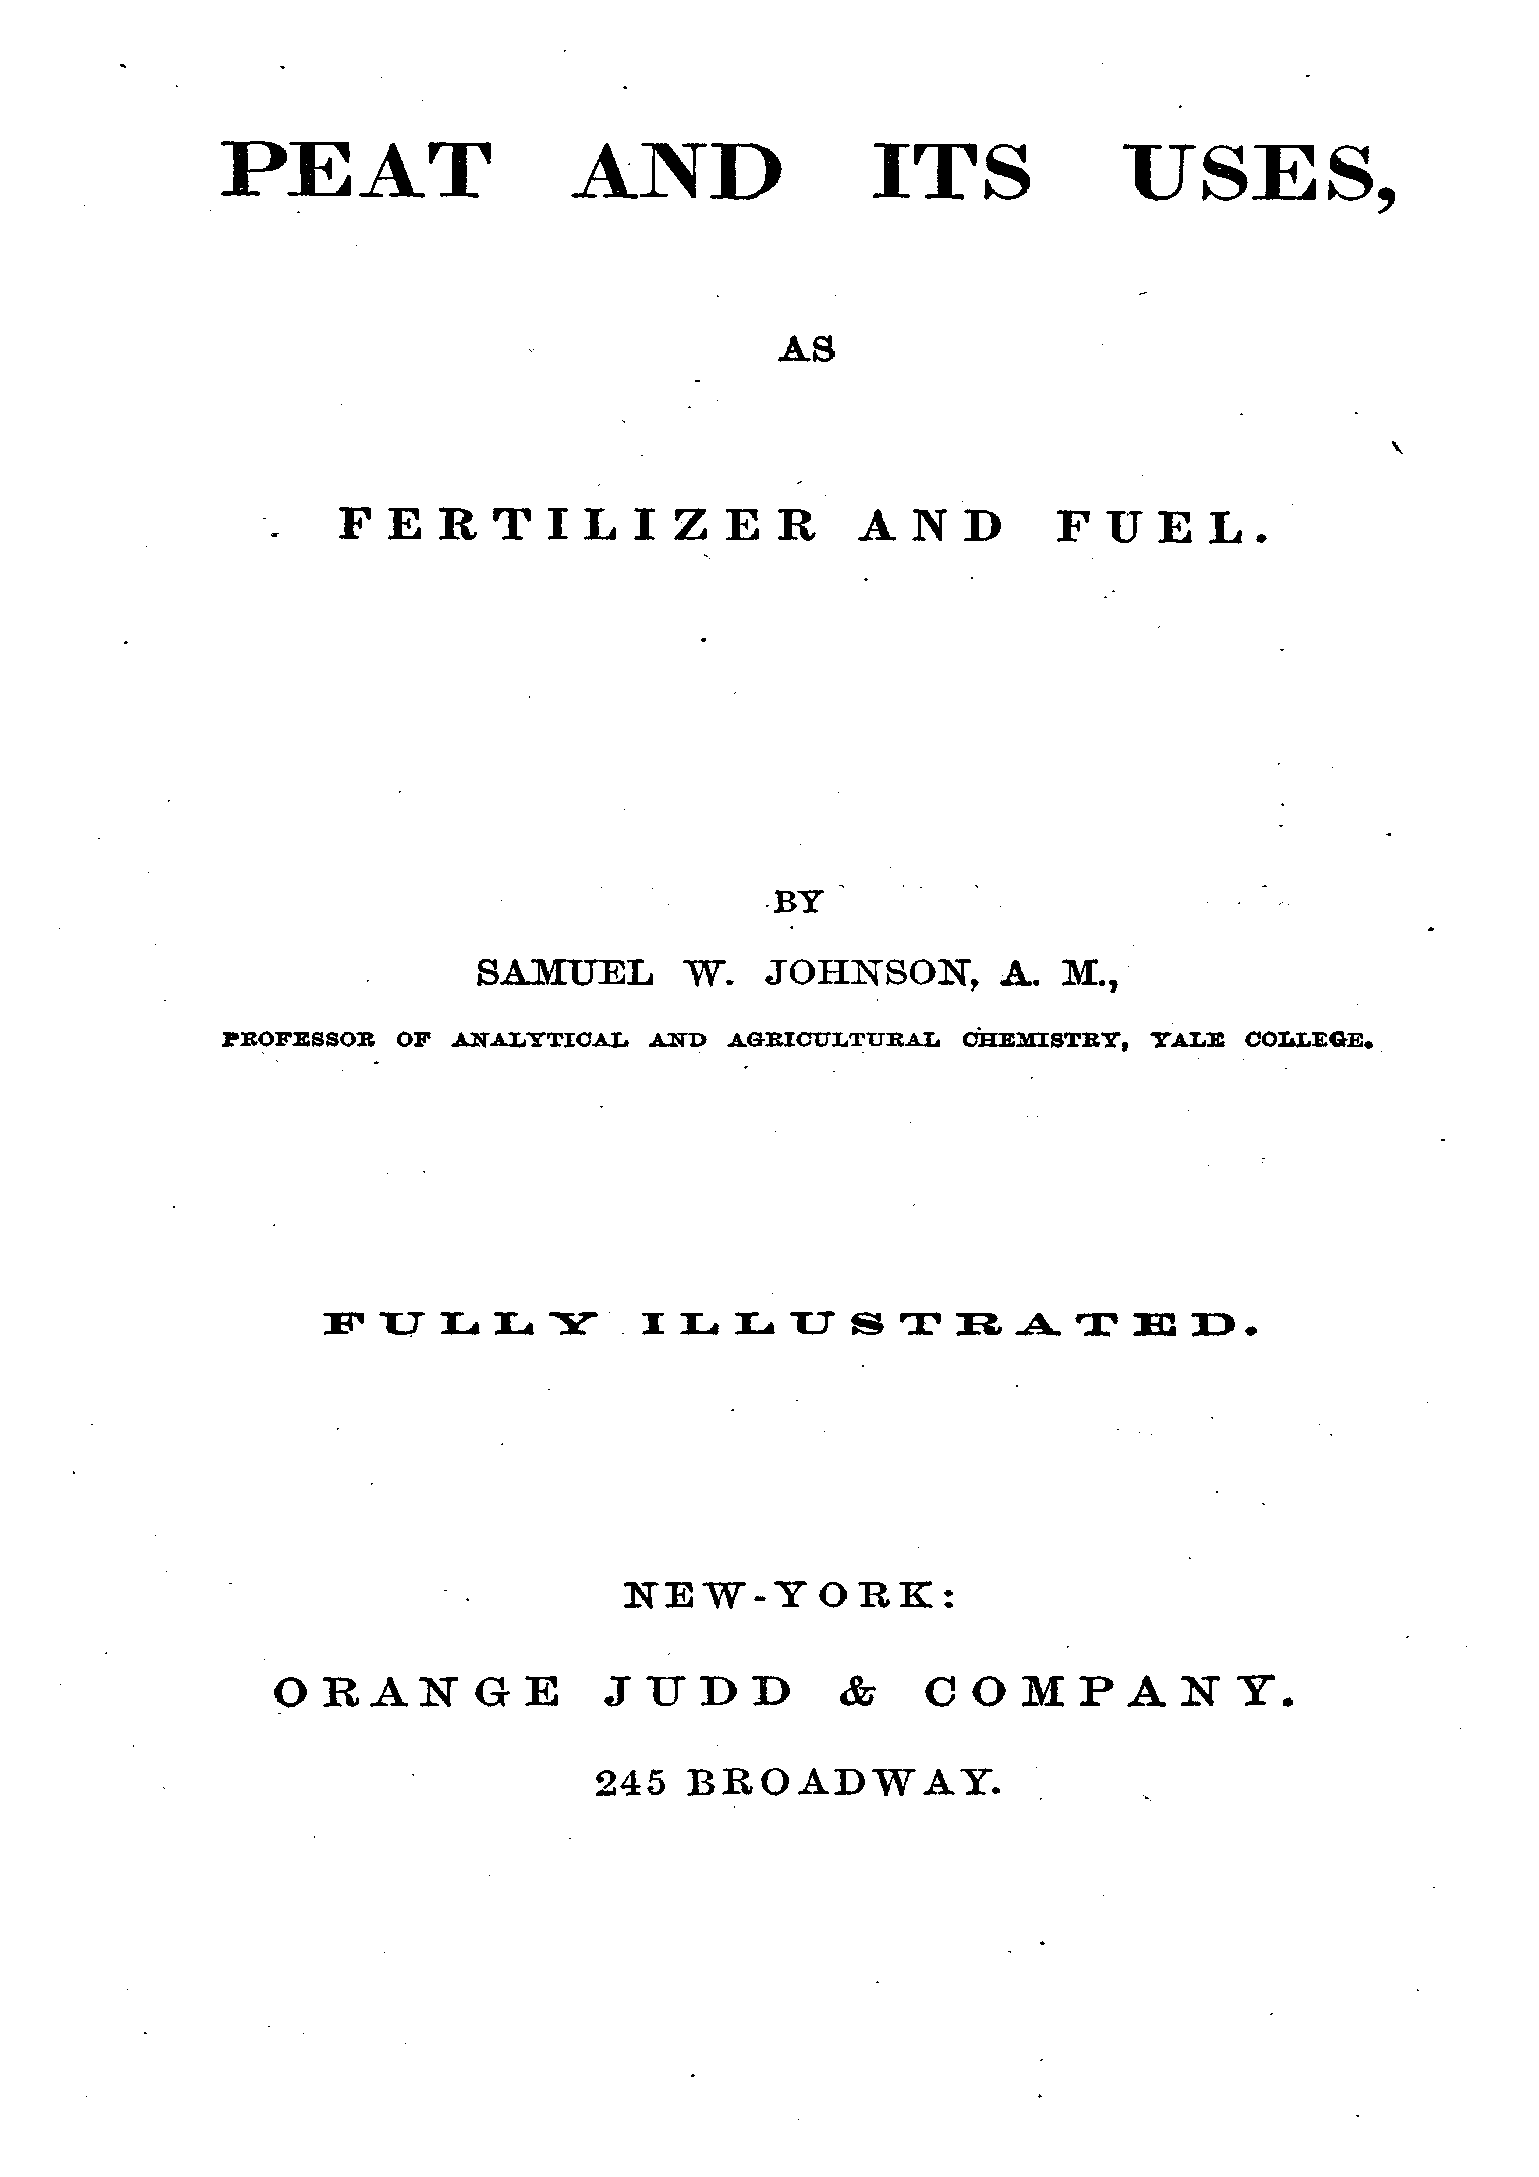 PEAT AND ITS USES,
AS
FERTILIZER AND FUEL.
BY
SAMUEL W. JOHNSON, A. M.,
PROFESSOR OF ANALYTICAL AND AGRICULTURAL CHEMISTRY, YALE COLLEGE.
FULLY ILLUSTRATED.
NEW-YORK:
ORANGE JUDD & COMPANY.
245 BROADWAY.